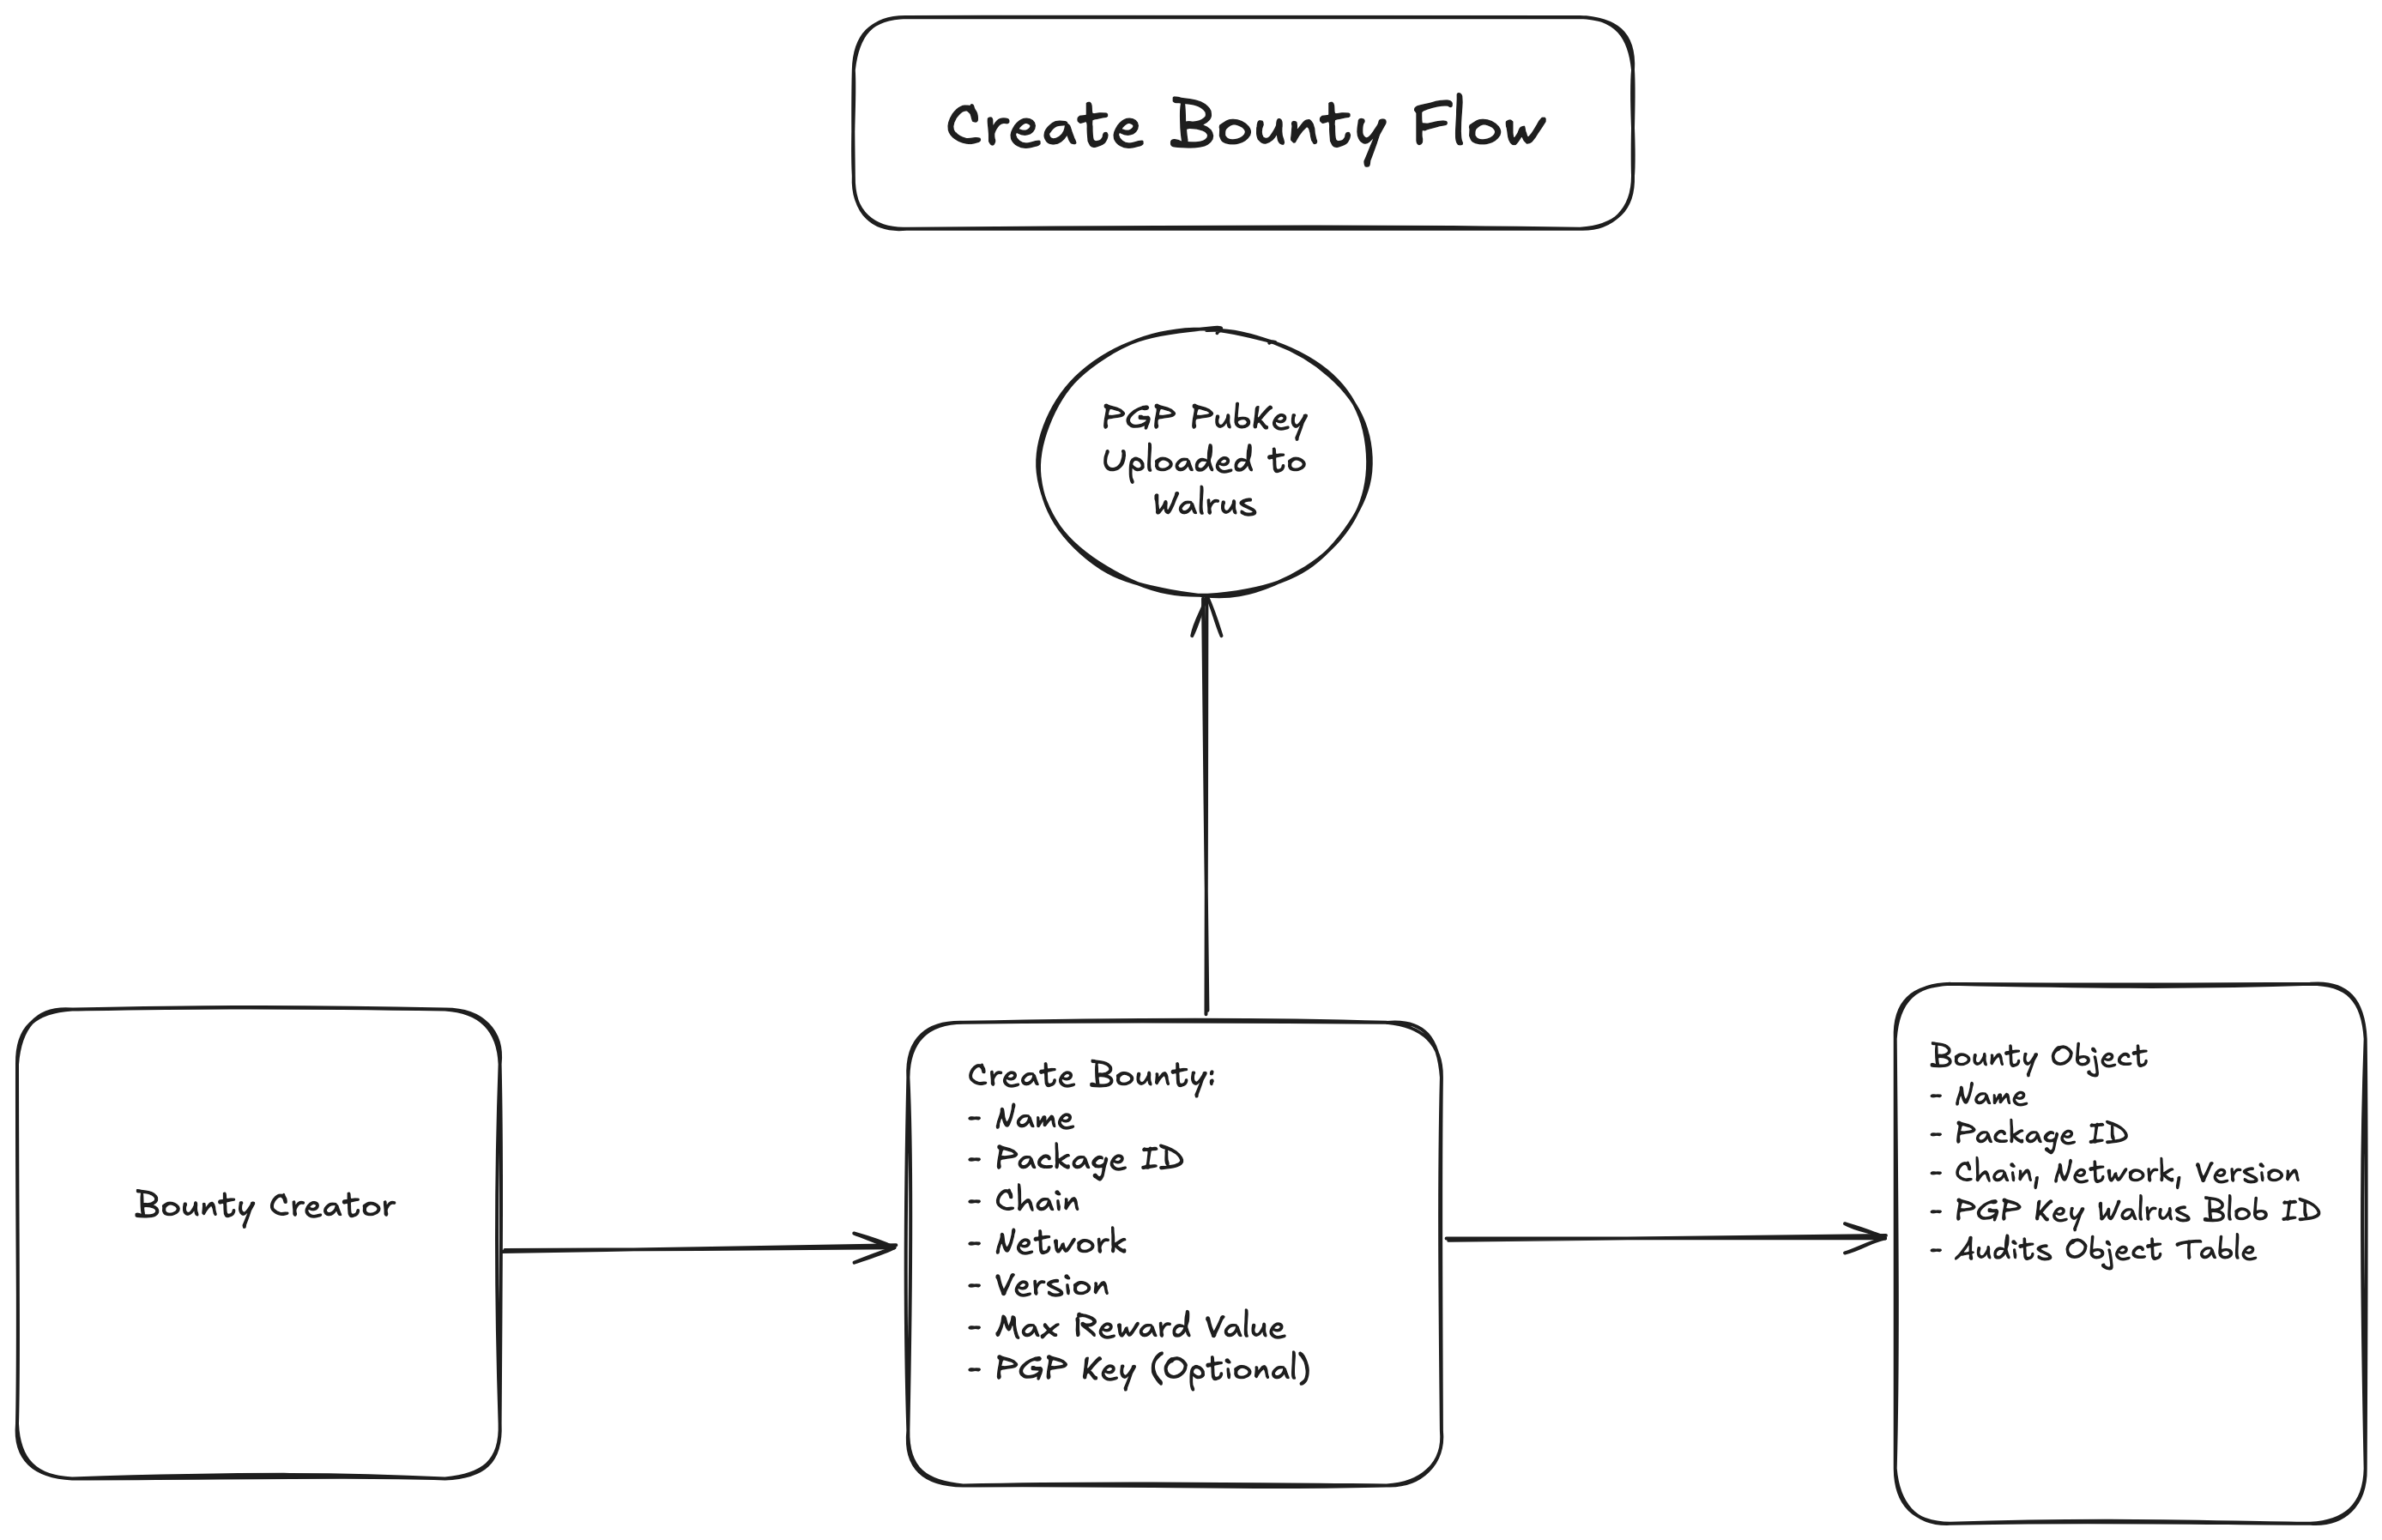 Create Bounty Flow
PGP PubKey
Uploaded to
Walrus
Bounty Creator
Create Bounty:
- Name
- Package ID
- Chain
- Network
- Version
- Max Reward Value
- PGP Key (Optional)
Bounty Object
- Name
- Package ID
- Chain, Network, Version
- PGP Key Walrus Blob ID
- Audits Object Table